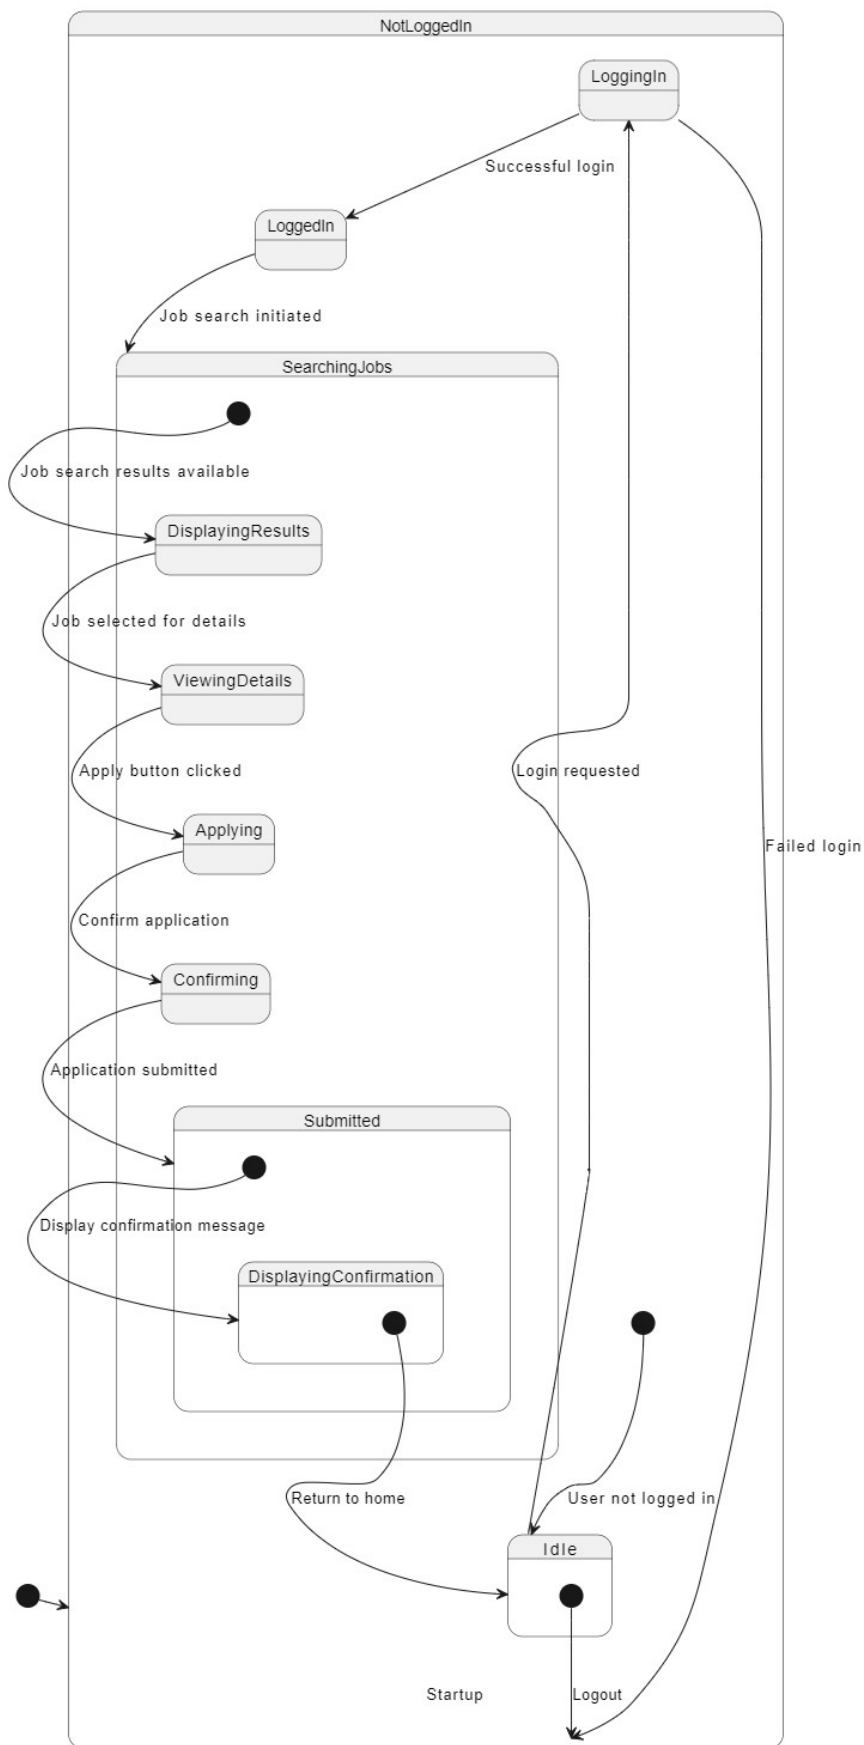 NotLoggedIn
LoggingIn
Successful login
LoggedIn
Job search initiated
SearchingJobs
Job search results available
DisplayingResults
Job selected for details
ViewingDetails
Apply button clicked
Login requested
Applying
Failed login
Confirm application
Confirming
Application submitted
Submitted
Display confirmation message
DisplayingConfirmation
Return to home
User not logged in
Idle
Startup
Logout